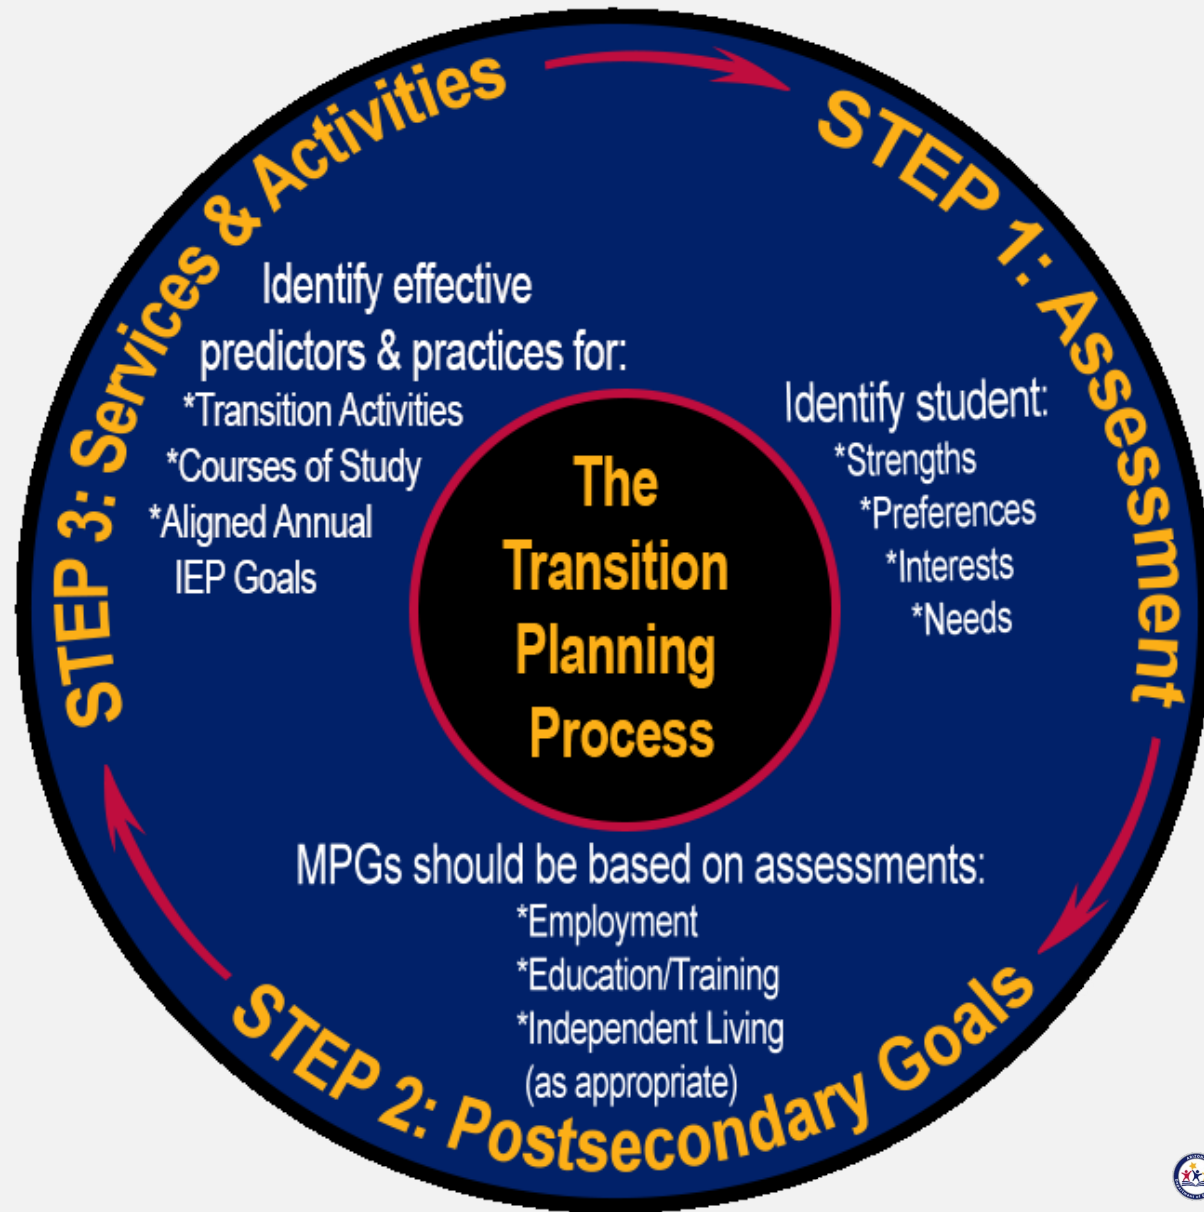 The
Transition
Planning
Process
STEP 1: Assessment
Identify student:
*Strengths
*Preferences
*Interests
*Needs
STEP 2: Postsecondary Goals
MPGs should be based on assessments:
*Employment
*Education/Training
*Independent Living
(as appropriate)
STEP 3: Services & Activities
Identify effective
predictors & practices for:
*Transition Activities
*Courses of Study
*Aligned Annual
IEP Goals